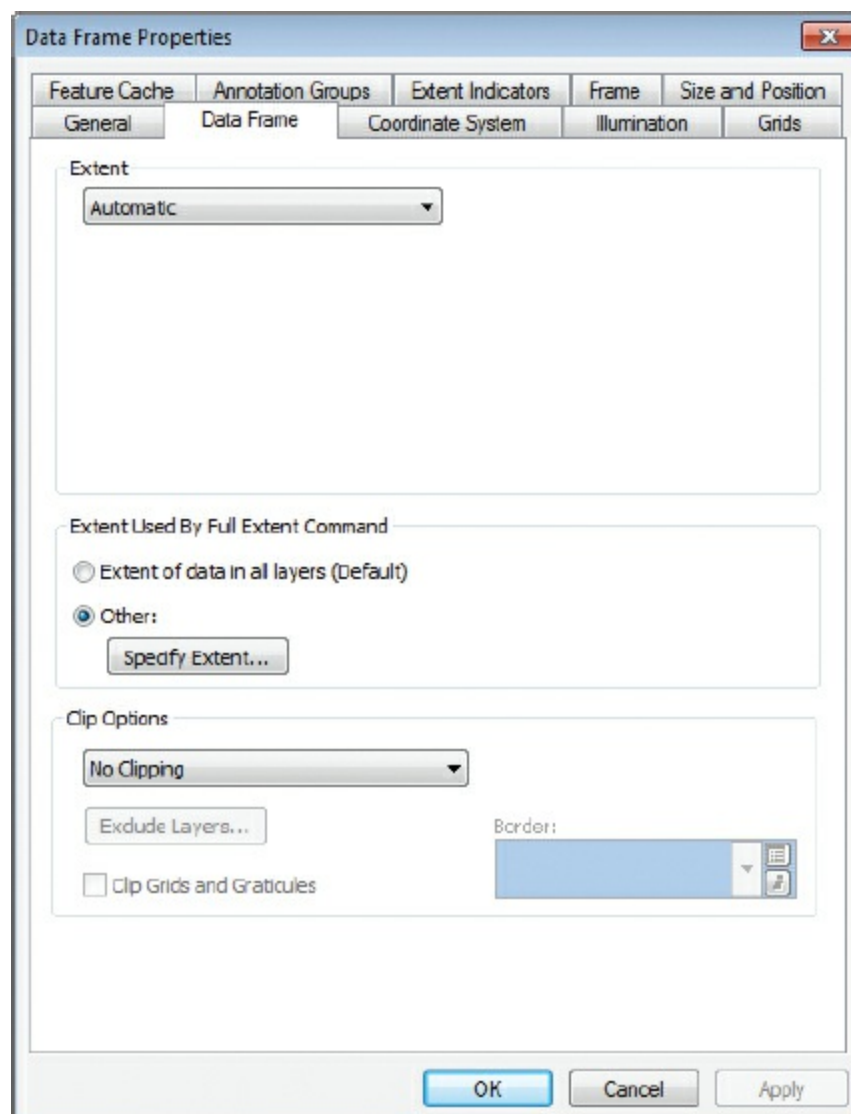 Data Frame Properties
Feature Cache Annotation Groups Extent Indicators Frame Size and Position
General Data Frame Coordinate System Illumination Grids
Extent
Automatic
Extent Used By Full Extent Command
Extent of data in all layers (Default)
Other:
Specify Extent...
Clip Options
No Clipping
Exclude Layers...
Border:
Clip Grids and Graticules
OK Cancel Apply